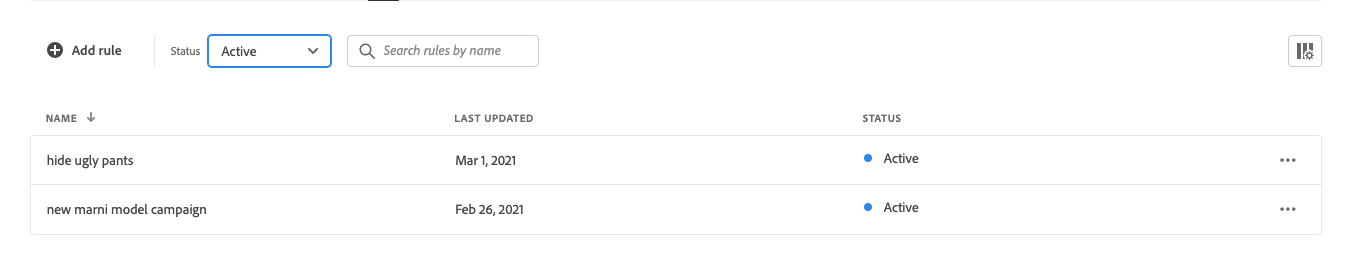 Add rule Status Active Search rules by name
NAME LAST UPDATED STATUS
hide ugly pants Mar 1, 2021 Active
new marni model campaign Feb 26, 2021 Active